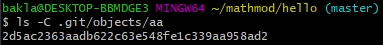 bakla@DESKTOP-BBMDGE3 MINGW64 ~/mathmod/hello (master)
$ ls -C .git/objects/aa
2d5ac2363aadb622c63e548fe1c339aa958ad2